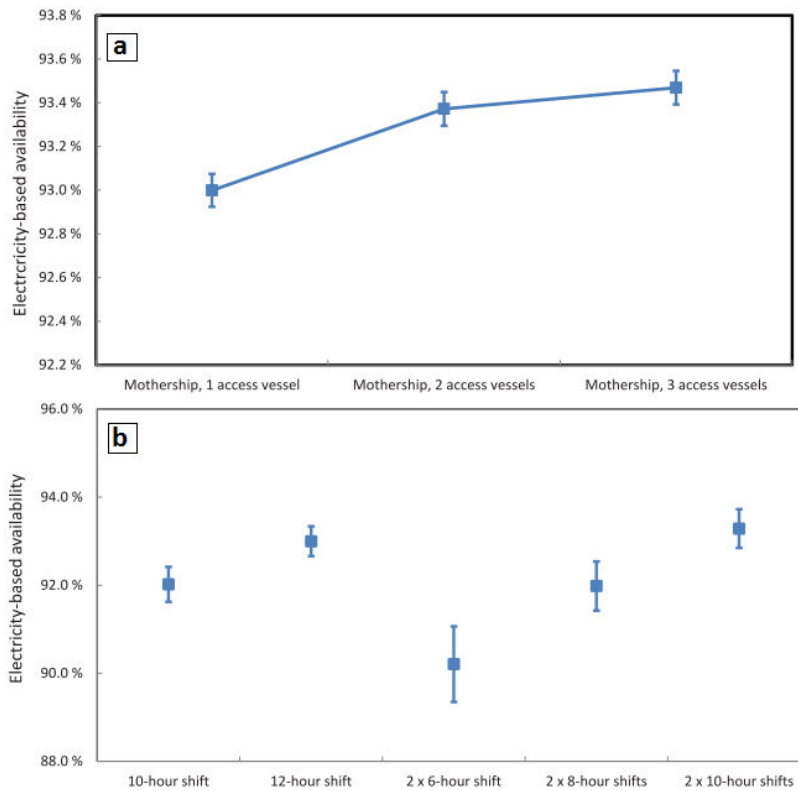 93.8 %
a
93.6 %
93.4 %
93.2 %
93.0 %
92.8 %
92.6 %
92.4 %
92.2 %
Electrcricity-based availability
Mothership, 1 access vessel
Mothership, 2 access vessels
Mothership, 3 access vessels
96.0 %
b
94.0 %
92.0 %
90.0 %
88.0 %
Electricity-based availability
10-hour shift
12-hour shift
2 x 6-hour shift
2 x 8-hour shifts
2 x 10-hour shifts